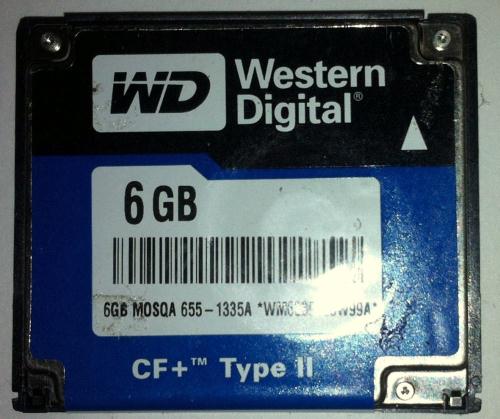 WD Western
Digital®
6 GB
6GB MOSQA 655-1335A
CF+™ Type II